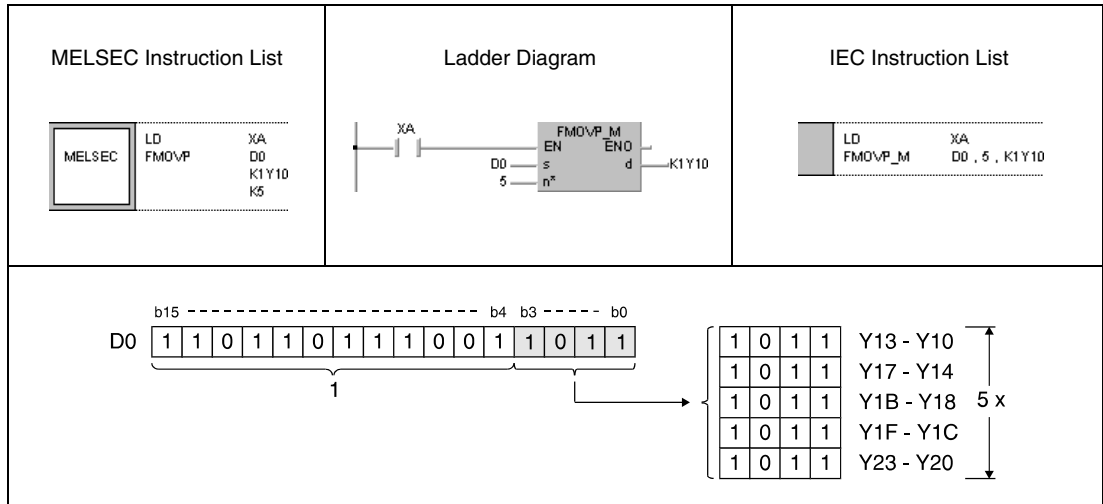 MELSEC Instruction List
Ladder Diagram
IEC Instruction List
MELSEC
LD XA
FMOVP D0
K1Y10
K5
XA
FMOVP_M
EN ENO
D0 s d K1Y10
5 n*
LD XA
FMOVP_M D0 , 5 , K1Y10
b15 b4 b3 b0
D0 1 1 0 1 1 0 1 1 1 0 0 1 1 0 1 1
1
1 0 1 1 Y13 - Y10
1 0 1 1 Y17 - Y14
1 0 1 1 Y1B - Y18 5 x
1 0 1 1 Y1F - Y1C
1 0 1 1 Y23 - Y20